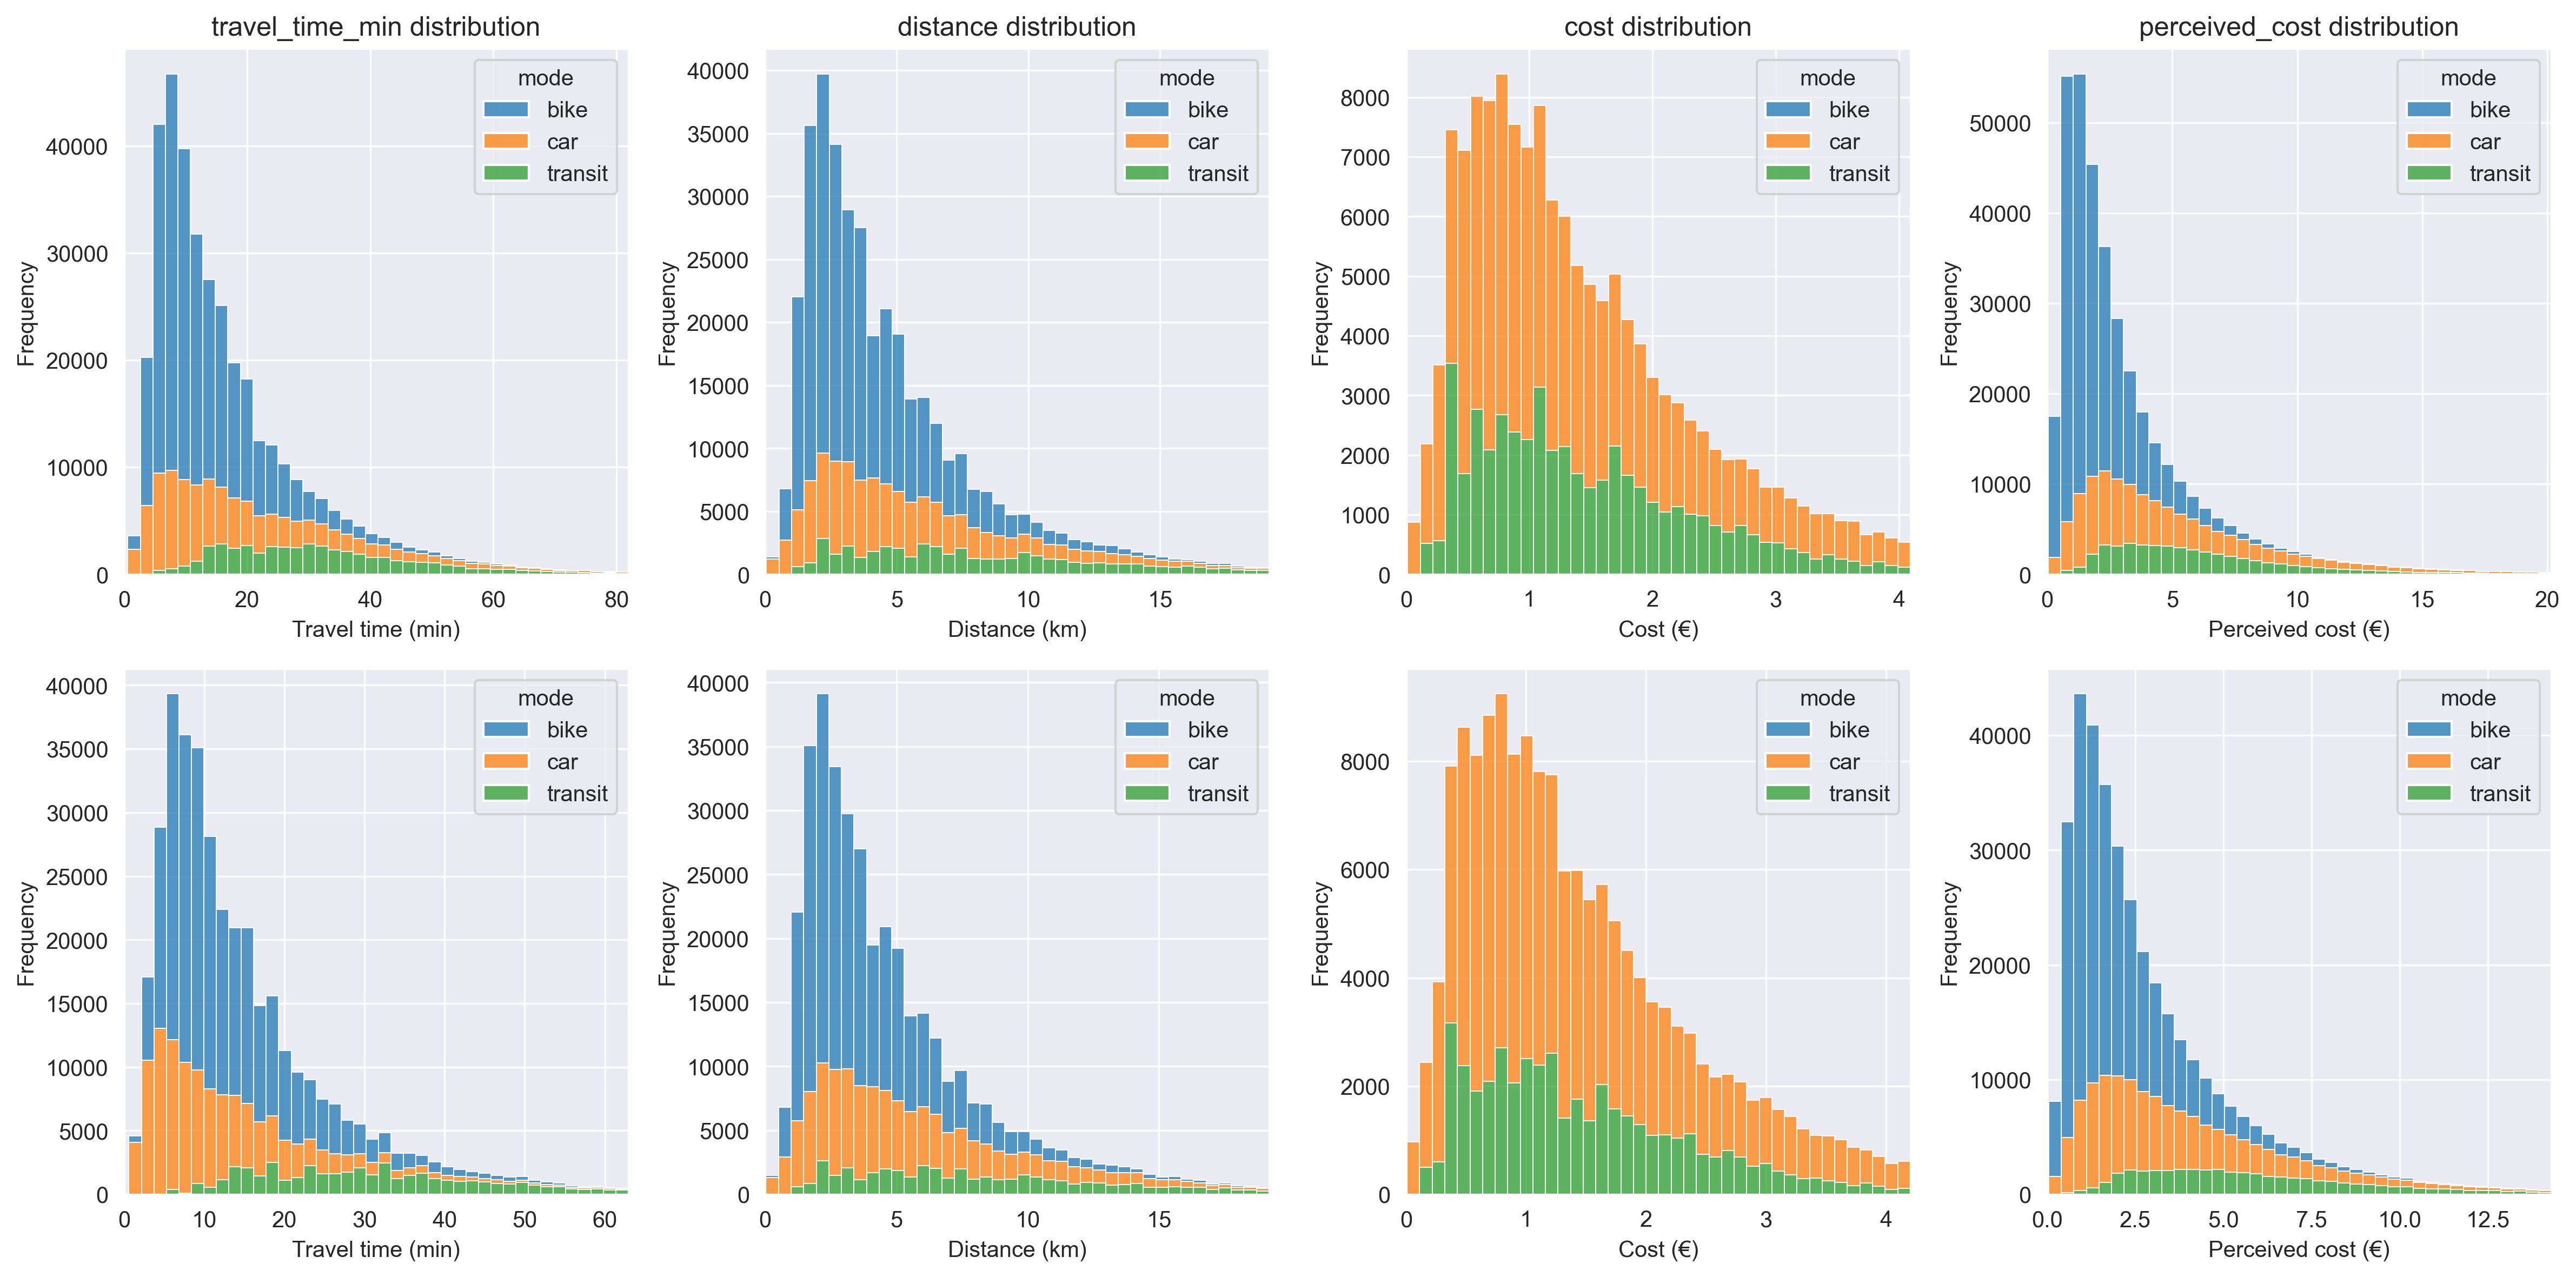 travel_time_min distribution
mode
bike
car
transit
40000
30000
20000
10000
0
Frequency
0 20 40 60 80
Travel time (min)
distance distribution
mode
bike
car
transit
40000
35000
30000
25000
20000
15000
10000
5000
0
Frequency
0 5 10 15
Distance (km)
cost distribution
mode
bike
car
transit
8000
7000
6000
5000
4000
3000
2000
1000
0
Frequency
0 1 2 3 4
Cost (€)
perceived_cost distribution
mode
bike
car
transit
50000
40000
30000
20000
10000
0
Frequency
0 5 10 15 20
Perceived cost (€)
mode
bike
car
transit
40000
35000
30000
25000
20000
15000
10000
5000
0
Frequency
0 10 20 30 40 50 60
Travel time (min)
mode
bike
car
transit
40000
35000
30000
25000
20000
15000
10000
5000
0
Frequency
0 5 10 15
Distance (km)
mode
bike
car
transit
8000
6000
4000
2000
0
Frequency
0 1 2 3 4
Cost (€)
mode
bike
car
transit
40000
30000
20000
10000
0
Frequency
0.0 2.5 5.0 7.5 10.0 12.5
Perceived cost (€)